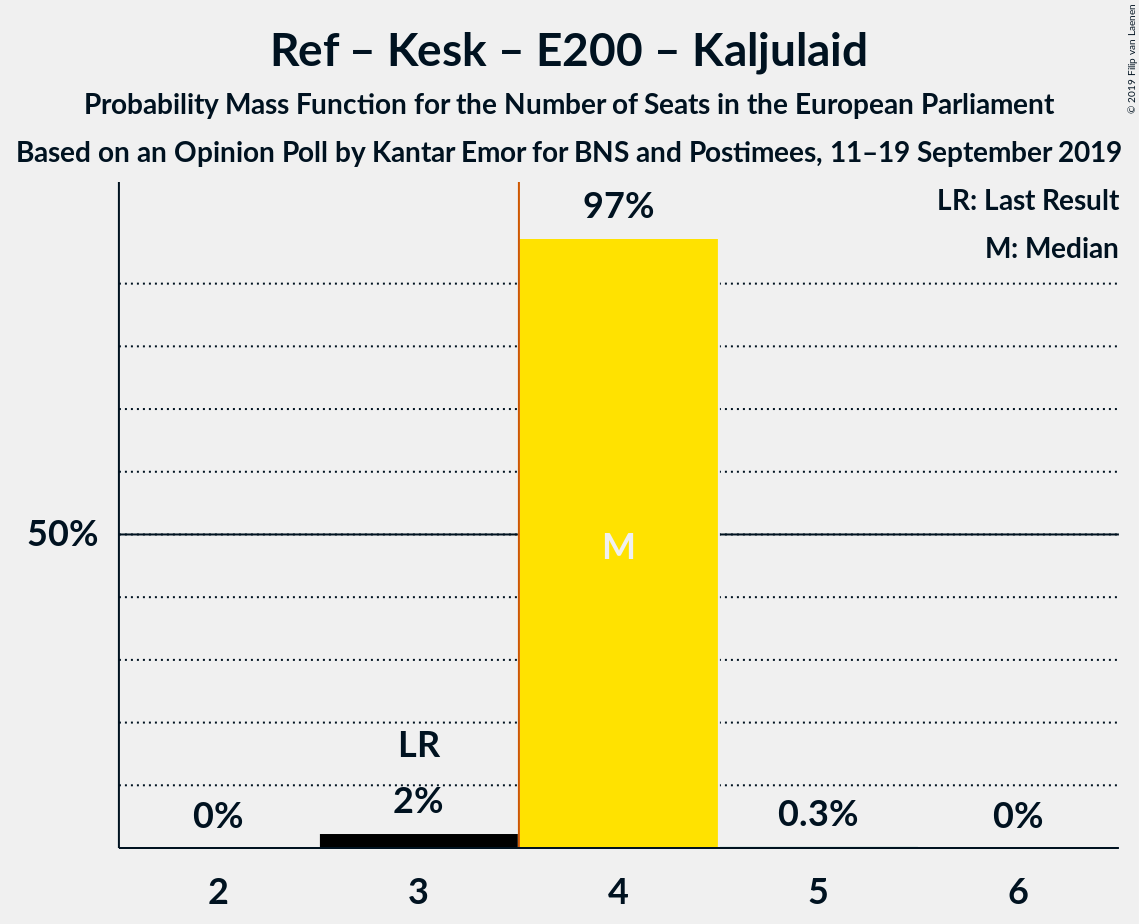 Ref – Kesk – E200 – Kaljulaid
Probability Mass Function for the Number of Seats in the European Parliament
Based on an Opinion Poll by Kantar Emor for BNS and Postimees, 11–19 September 2019
© 2019 Filip van Laenen
LR: Last Result
M: Median
97%
50%
M
LR
0%
2%
0.3%
0%
2
3
4
5
6